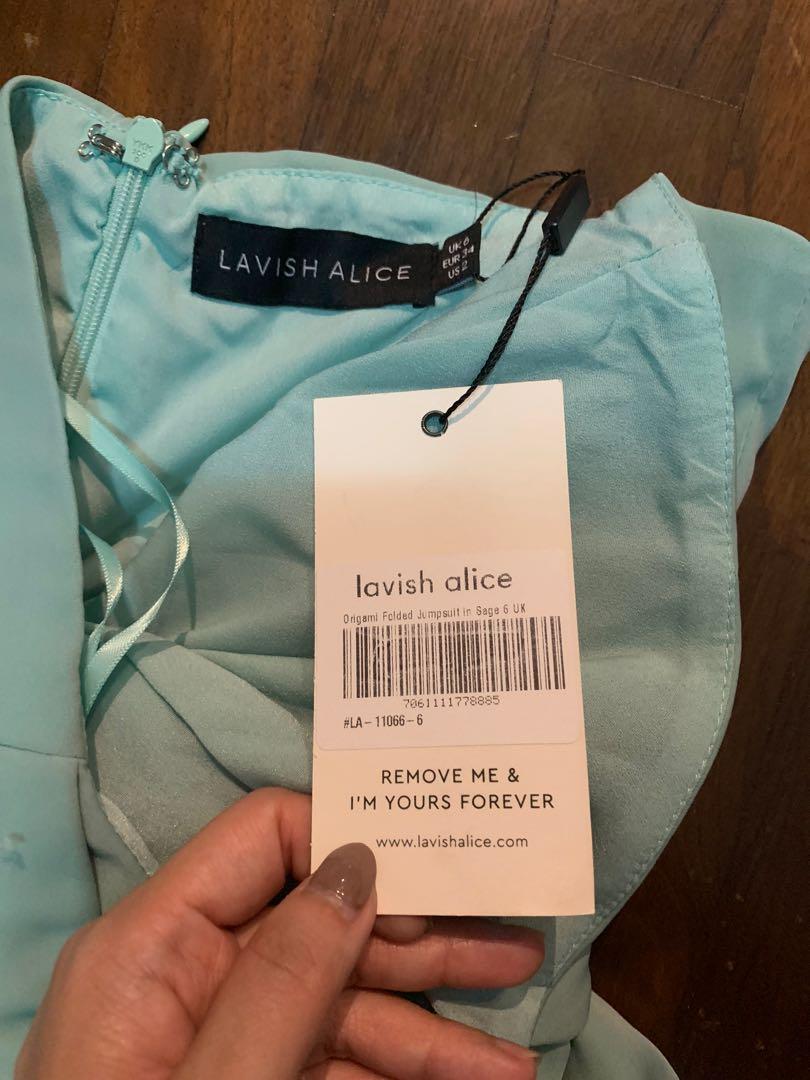 YKK
LAVISH ALICE
UK 6
EUR 34
US 2
lavish alice
Origami Folded Jumpsuit in Sage 6 UK
7061111778885
#LA-11066-6
REMOVE ME &
I'M YOURS FOREVER
www.lavishalice.com